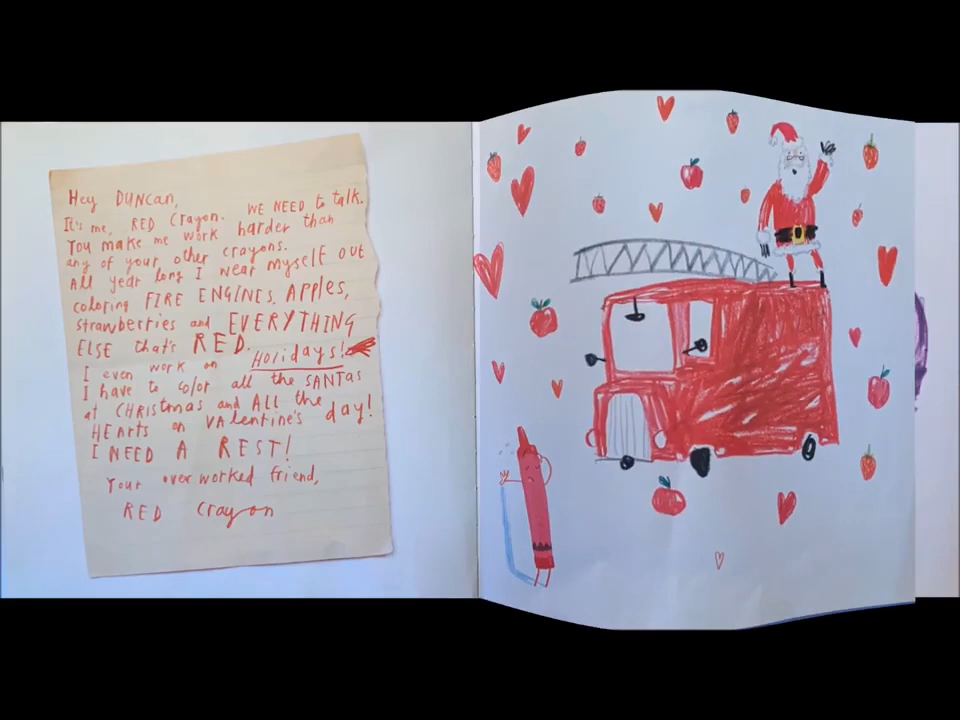 Hey DUNCAN,
It's me, RED Crayon. WE NEED to talk.
You make me work harder than
any of your other crayons.
All year long I wear myself out
coloring FIRE ENGINES, Apples,
strawberries and EVERYTHING
ELSE that's RED.
I even work on Holidays!
I have to color all the SANTAs
at CHRistmas and ALL the
HEArts on VAlentine's day!
I NEED A REST!
Your overworked friend,
RED Crayon